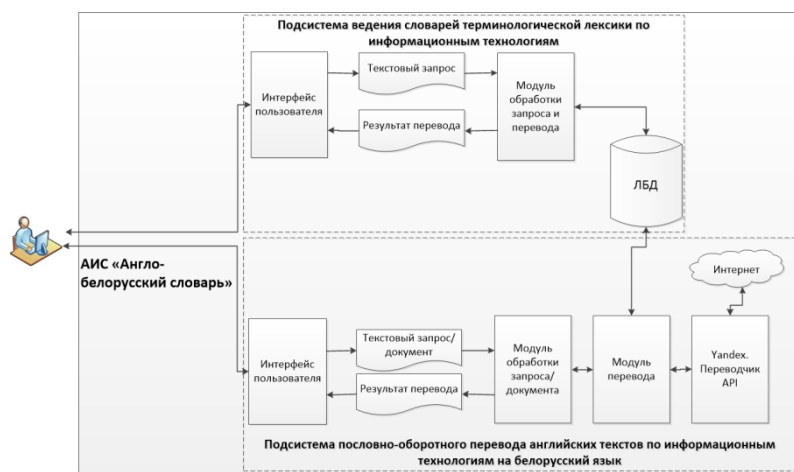 Подсистема ведения словарей терминологической лексики по
информационным технологиям
Интерфейс
пользователя
Текстовый запрос
Результат перевода
Модуль
обработки
запроса и
перевода
ЛБД
АИС «Англо-
белорусский словарь»
Интернет
Интерфейс
пользователя
Текстовый запрос/
документ
Результат перевода
Модуль
обработки
запроса/
документа
Модуль
перевода
Yandex.
Переводчик
API
Подсистема пословно-оборотного перевода английских текстов по информационным
технологиям на белорусский язык